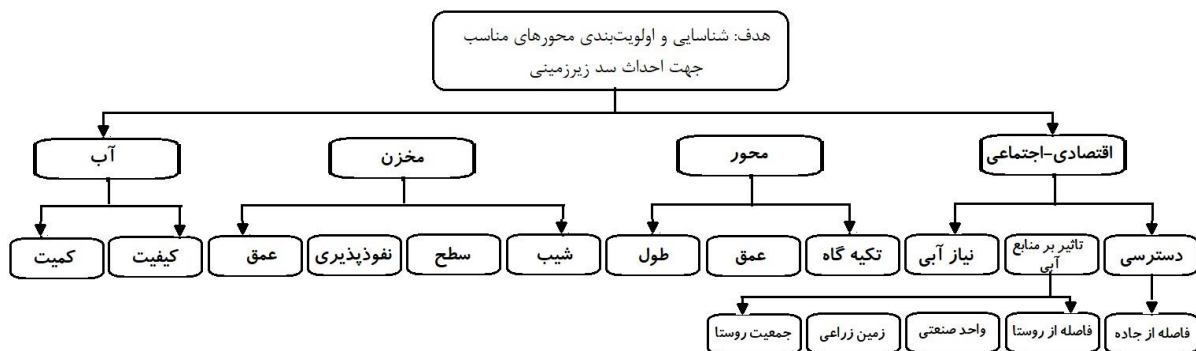 هدف: شناسایی و اولویت‌بندی محورهای مناسب
جهت احداث سد زیرزمینی
اقتصادی-اجتماعی
محور
مخزن
آب
دسترسی
تاثیر بر منابع
آبی
نیاز آبی
تکیه گاه
عمق
طول
شیب
سطح
نفوذپذیری
عمق
کیفیت
کمیت
فاصله از جاده
فاصله از روستا
واحد صنعتی
زمین زراعی
جمعیت روستا